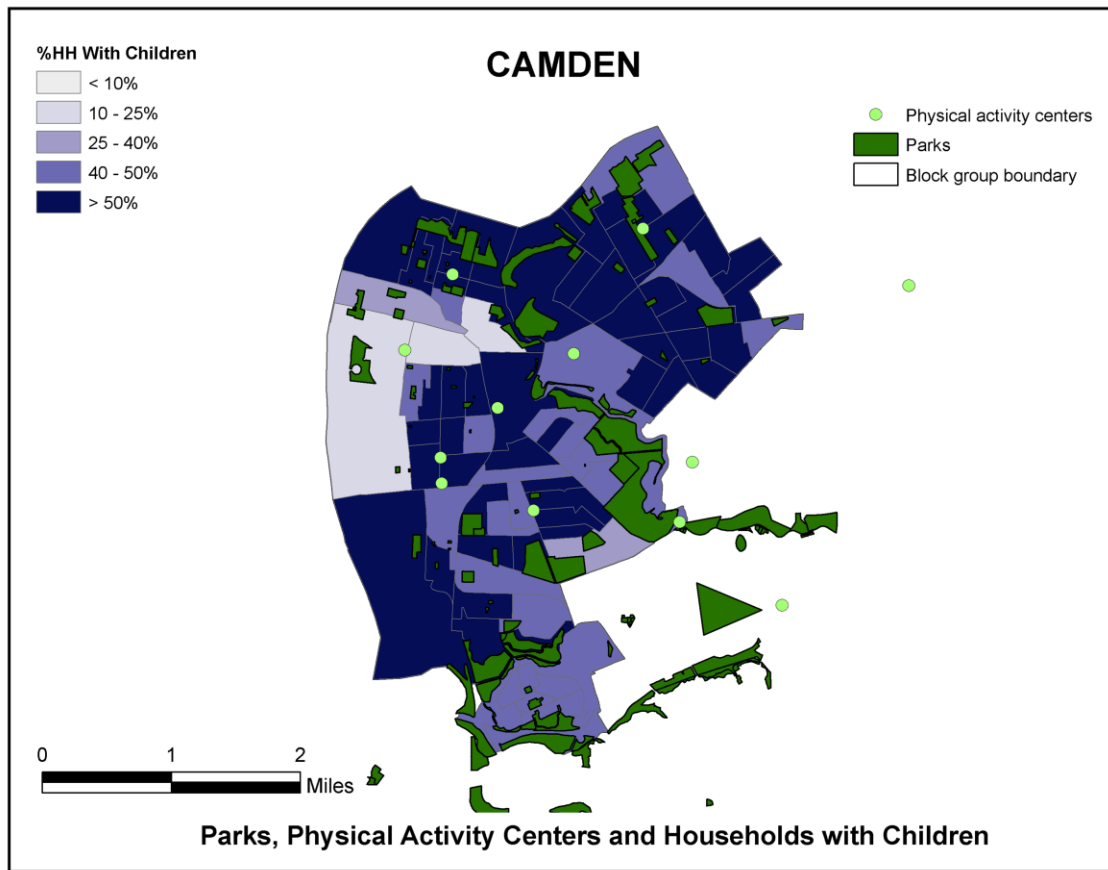 CAMDEN
%HH With Children
< 10%
10 - 25%
25 - 40%
40 - 50%
> 50%
Physical activity centers
Parks
Block group boundary
0 1 2
Miles
Parks, Physical Activity Centers and Households with Children